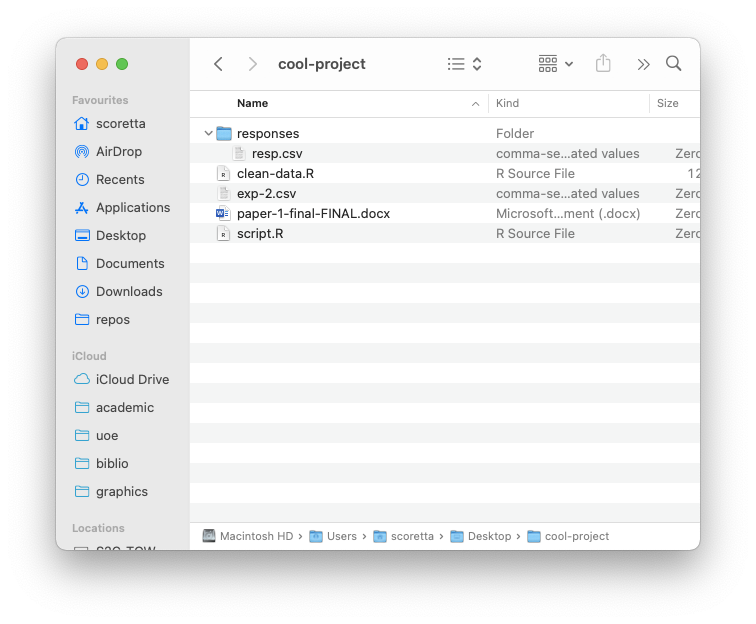 cool-project
Favourites
scoretta
AirDrop
Recents
Applications
Desktop
Documents
Downloads
repos
iCloud
iCloud Drive
academic
uoe
biblio
graphics
Locations
Name Kind Size
responses Folder
resp.csv comma-se...ated values Zero
clean-data.R R Source File 12
exp-2.csv comma-se...ated values Zero
paper-1-final-FINAL.docx Microsoft...ment (.docx) Zero
script.R R Source File Zero
Macintosh HD › Users › scoretta › Desktop › cool-project